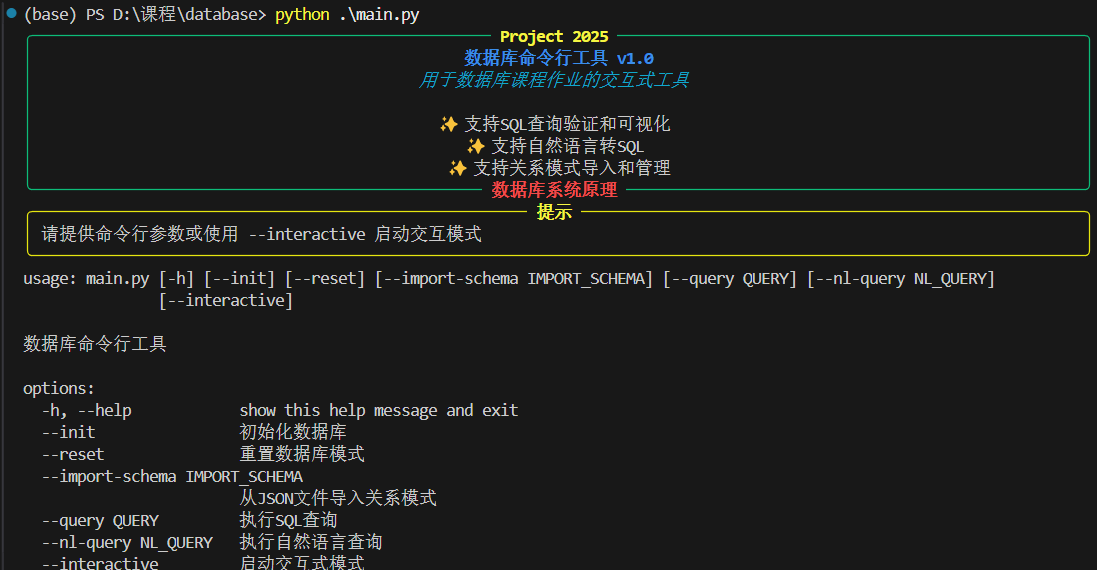 (base) PS D:\课程\database> python .\main.py
Project 2025
数据库命令行工具 v1.0
用于数据库课程作业的交互式工具
✨ 支持SQL查询验证和可视化
✨ 支持自然语言转SQL
✨ 支持关系模式导入和管理
数据库系统原理
提示
请提供命令行参数或使用 --interactive 启动交互模式
usage: main.py [-h] [--init] [--reset] [--import-schema IMPORT_SCHEMA] [--query QUERY] [--nl-query NL_QUERY]
[--interactive]
数据库命令行工具
options:
-h, --help show this help message and exit
--init 初始化数据库
--reset 重置数据库模式
--import-schema IMPORT_SCHEMA
从JSON文件导入关系模式
--query QUERY 执行SQL查询
--nl-query NL_QUERY 执行自然语言查询
--interactive 启动交互式模式